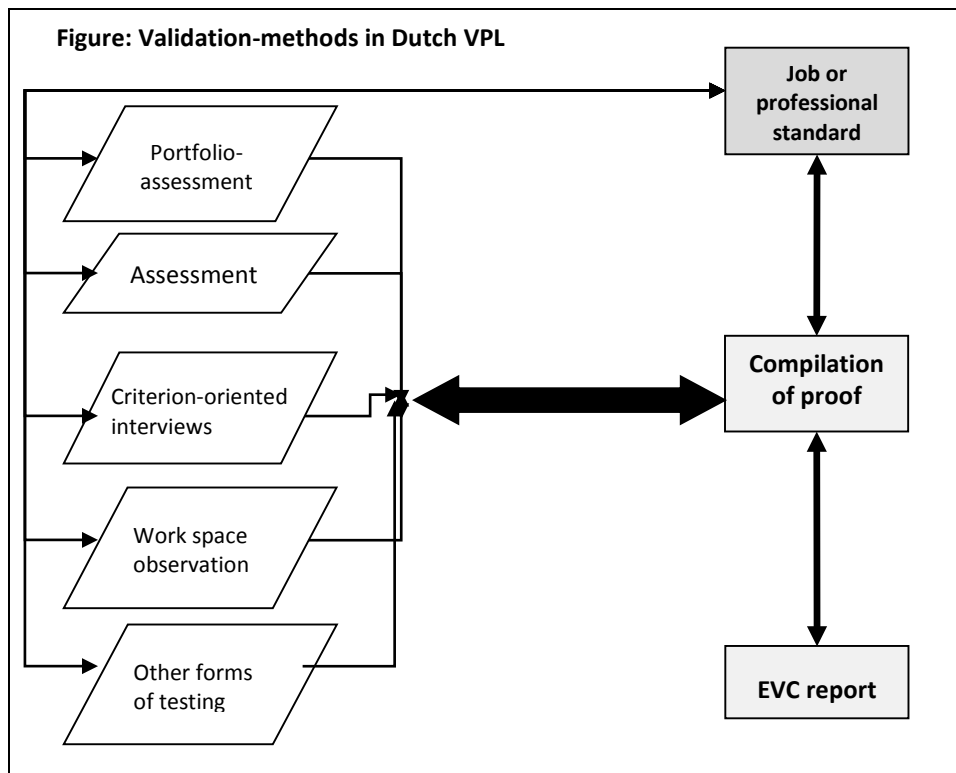 Figure: Validation-methods in Dutch VPL
Job or
professional
standard
Portfolio-
assessment
Assessment
Criterion-oriented
interviews
Compilation
of proof
Work space
observation
Other forms
of testing
EVC report